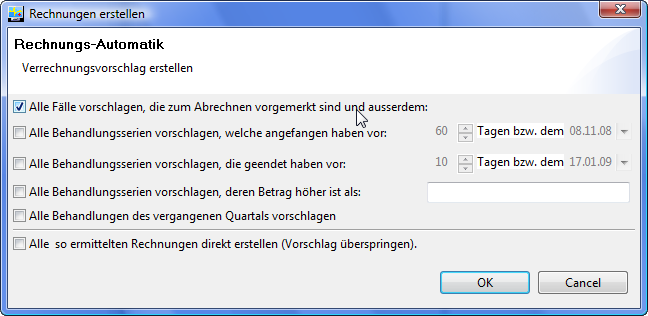 Rechnungen erstellen
Rechnungs-Automatik
Verrechnungsvorschlag erstellen
Alle Fälle vorschlagen, die zum Abrechnen vorgemerkt sind und ausserdem:
Alle Behandlungsserien vorschlagen, welche angefangen haben vor: 60 Tagen bzw. dem 08.11.08
Alle Behandlungsserien vorschlagen, die geendet haben vor: 10 Tagen bzw. dem 17.01.09
Alle Behandlungsserien vorschlagen, deren Betrag höher ist als:
Alle Behandlungen des vergangenen Quartals vorschlagen
Alle so ermittelten Rechnungen direkt erstellen (Vorschlag überspringen).
OK Cancel